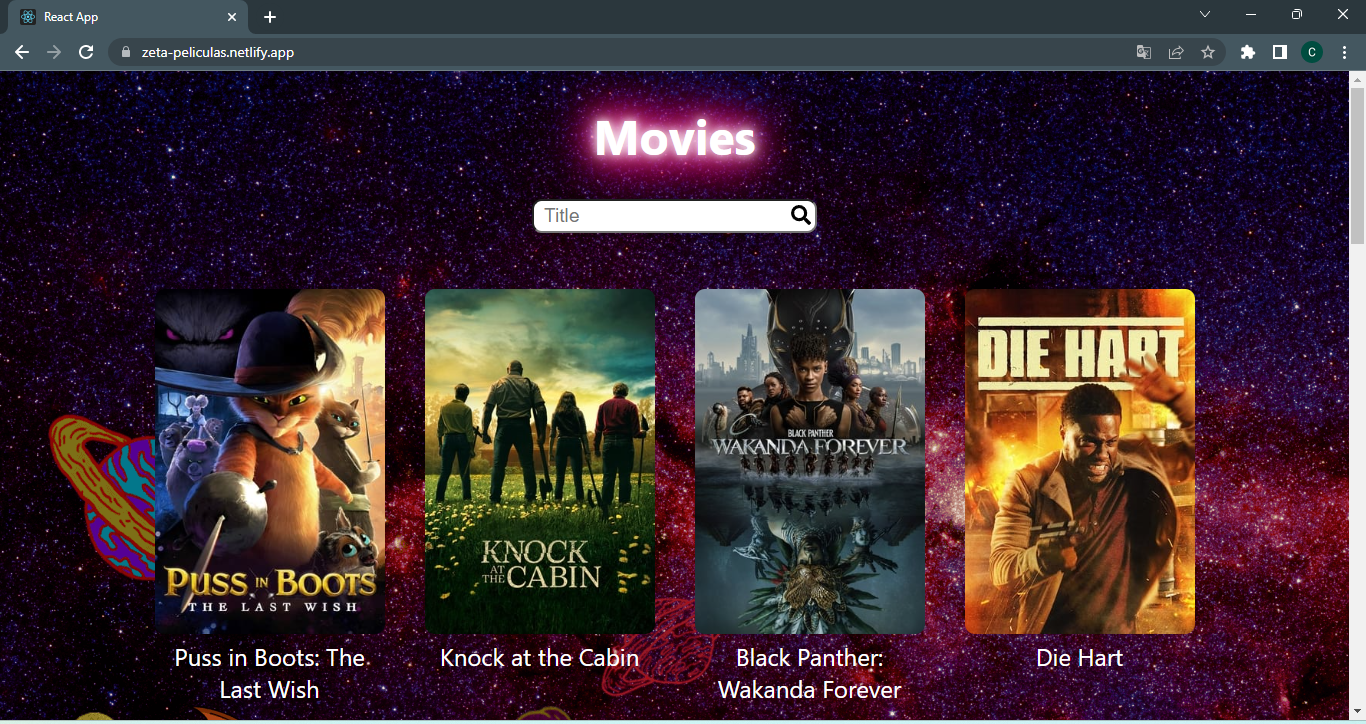 React App
zeta-peliculas.netlify.app
C
Movies
Title
PUSS IN BOOTS
THE LAST WISH
KNOCK
AT THE CABIN
BLACK PANTHER
WAKANDA FOREVER
DIE HART
Puss in Boots: The
Last Wish
Knock at the Cabin
Black Panther:
Wakanda Forever
Die Hart